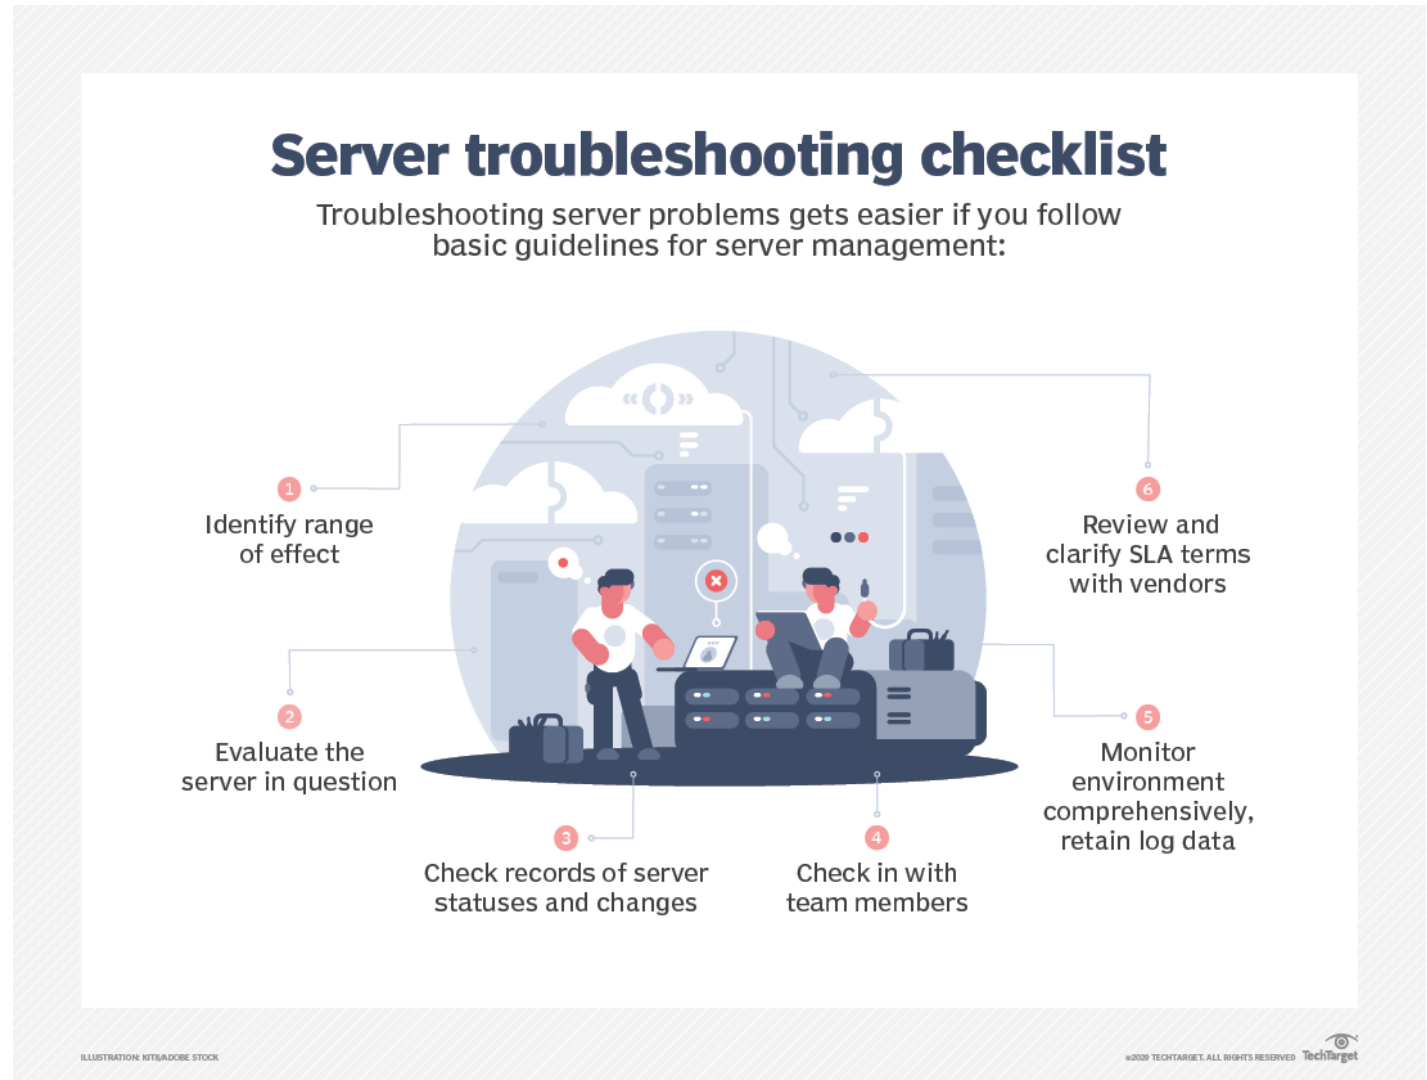 Server troubleshooting checklist
Troubleshooting server problems gets easier if you follow
basic guidelines for server management:
1
Identify range
of effect
2
Evaluate the
server in question
3
Check records of server
statuses and changes
4
Check in with
team members
5
Monitor
environment
comprehensively,
retain log data
6
Review and
clarify SLA terms
with vendors
ILLUSTRATION: KIT8/ADOBE STOCK
©2020 TECHTARGET. ALL RIGHTS RESERVED
TechTarget